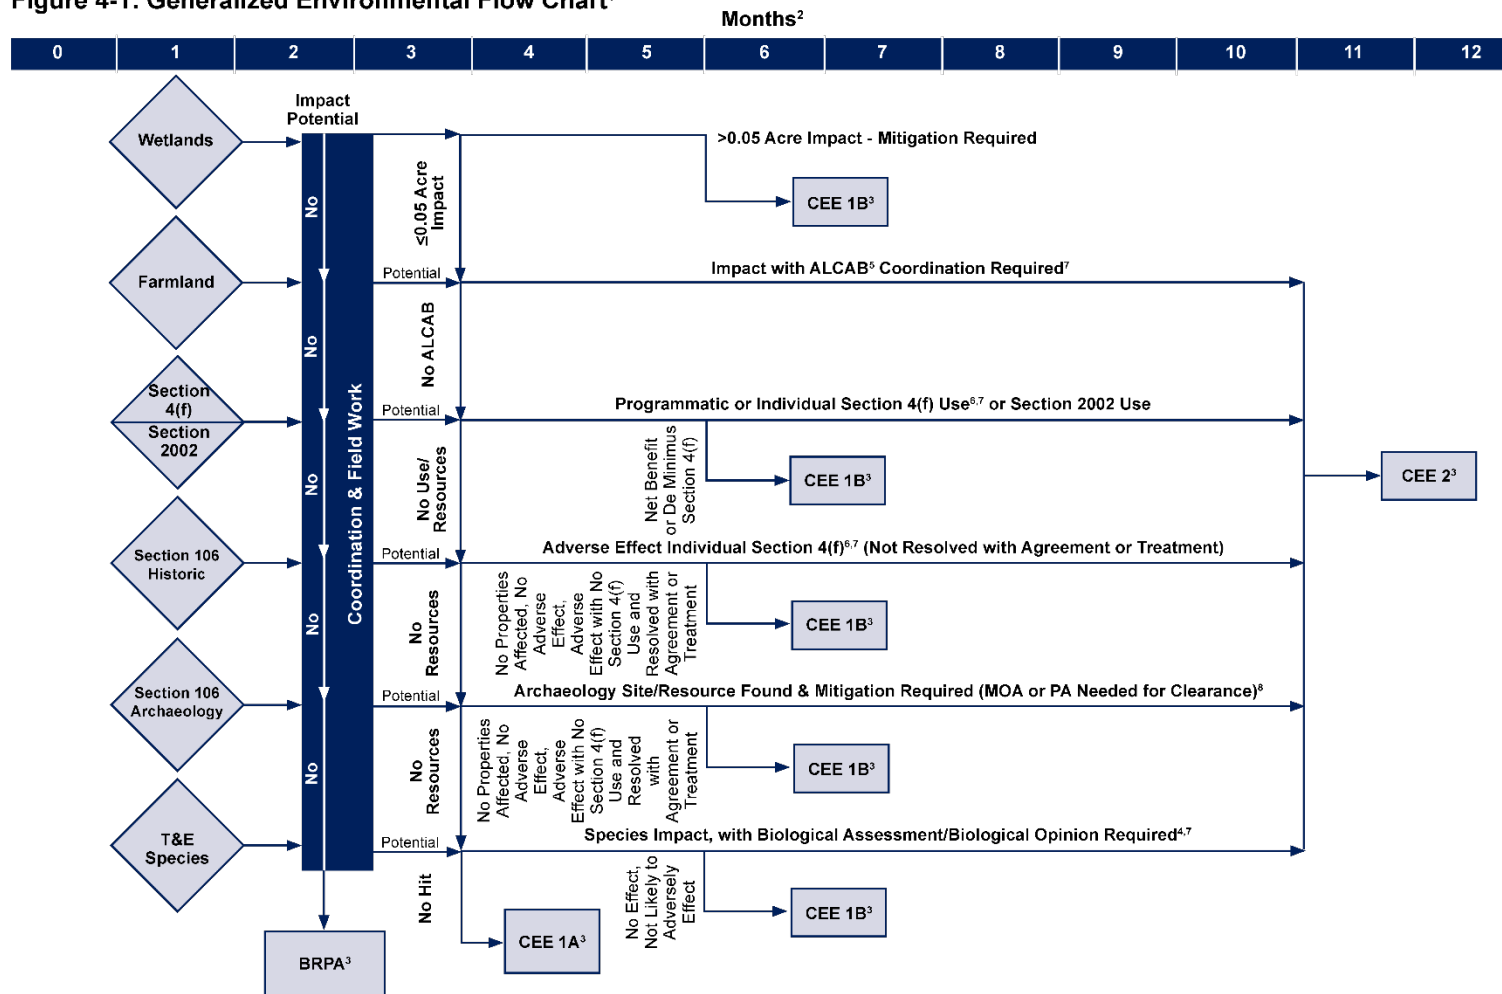 Figure 4-1: Generalized Environmental Flow Chart
Months²
0 1 2 3 4 5 6 7 8 9 10 11 12
Impact
Potential
Wetlands
No
≤0.05 Acre
Impact
>0.05 Acre Impact - Mitigation Required
CEE 1B³
Farmland
Potential
Impact with ALCAB⁵ Coordination Required⁷
No
No ALCAB
Coordination & Field Work
Section
4(f)
Section
2002
Potential
Programmatic or Individual Section 4(f) Use⁶,⁷ or Section 2002 Use
No
No Use/
Resources
Net Benefit
or De Minimus
Section 4(f)
CEE 1B³
CEE 2³
Section 106
Historic
Potential
Adverse Effect Individual Section 4(f)⁶,⁷ (Not Resolved with Agreement or Treatment)
No
No
Resources
No Properties
Affected, No
Adverse
Effect,
Adverse
Effect with No
Section 4(f)
Use and
Resolved with
Agreement or
Treatment
CEE 1B³
Section 106
Archaeology
Potential
Archaeology Site/Resource Found & Mitigation Required (MOA or PA Needed for Clearance)⁸
No
No
Resources
No Properties
Affected, No
Adverse
Effect,
Adverse
Effect with No
Section 4(f)
Use and
Resolved
with
Agreement or
Treatment
CEE 1B³
T&E
Species
Potential
Species Impact, with Biological Assessment/Biological Opinion Required⁴,⁷
No Hit
No Effect,
Not Likely to
Adversely
Effect
CEE 1B³
CEE 1A³
BRPA³